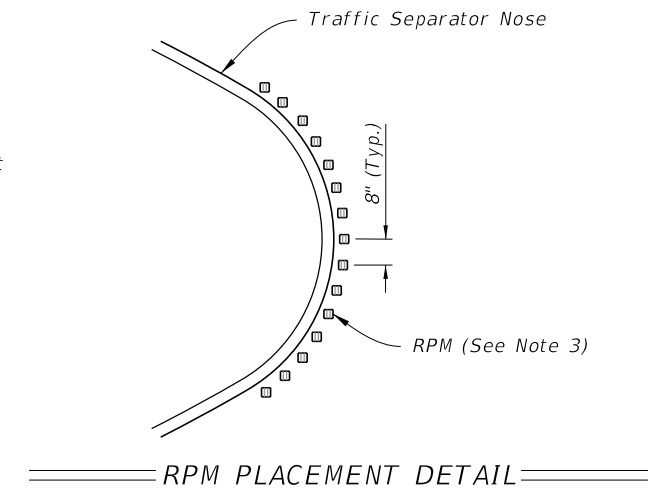 Traffic Separator Nose
8" (Typ.)
RPM (See Note 3)
RPM PLACEMENT DETAIL